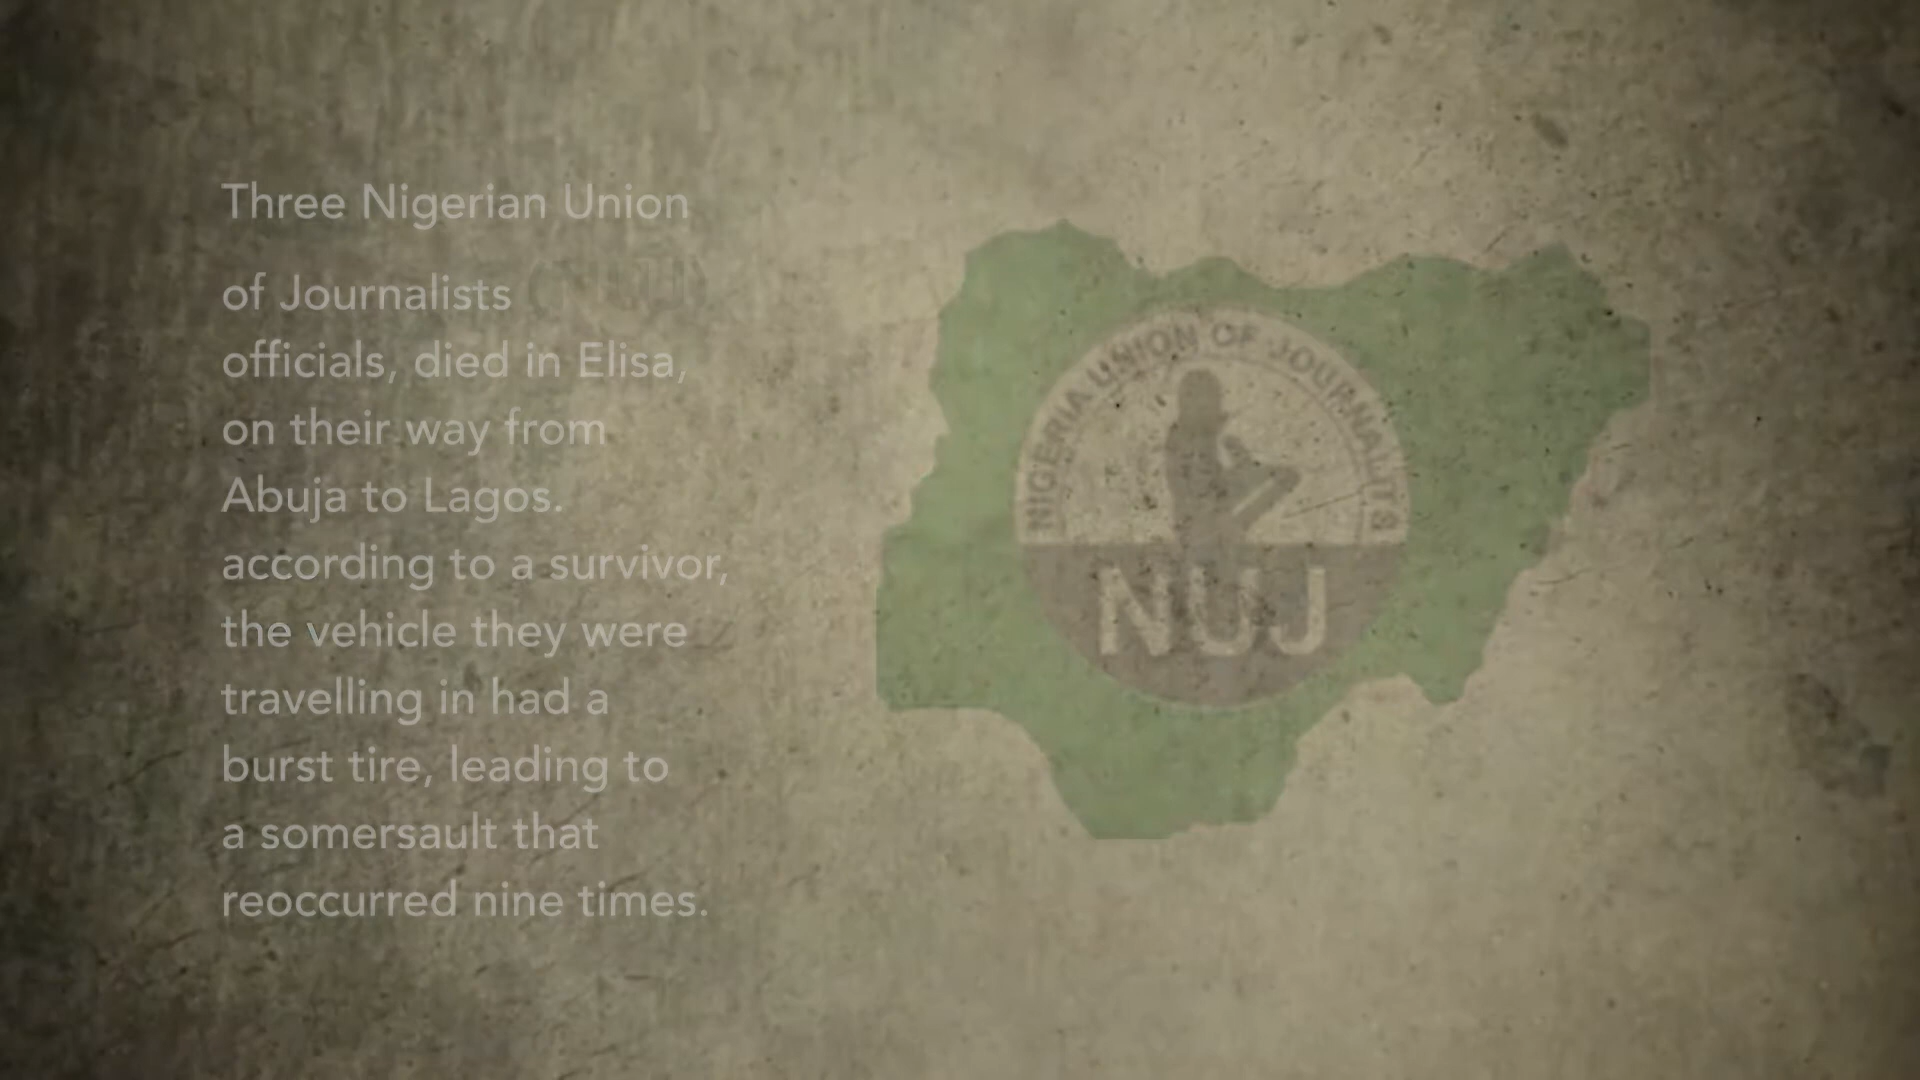 Three Nigerian Union
of Journalists
officials, died in Elisa,
on their way from
Abuja to Lagos.
according to a survivor,
the vehicle they were
travelling in had a
burst tire, leading to
a somersault that
reoccurred nine times.
NIGERIA UNION OF JOURNALITS
NUJ